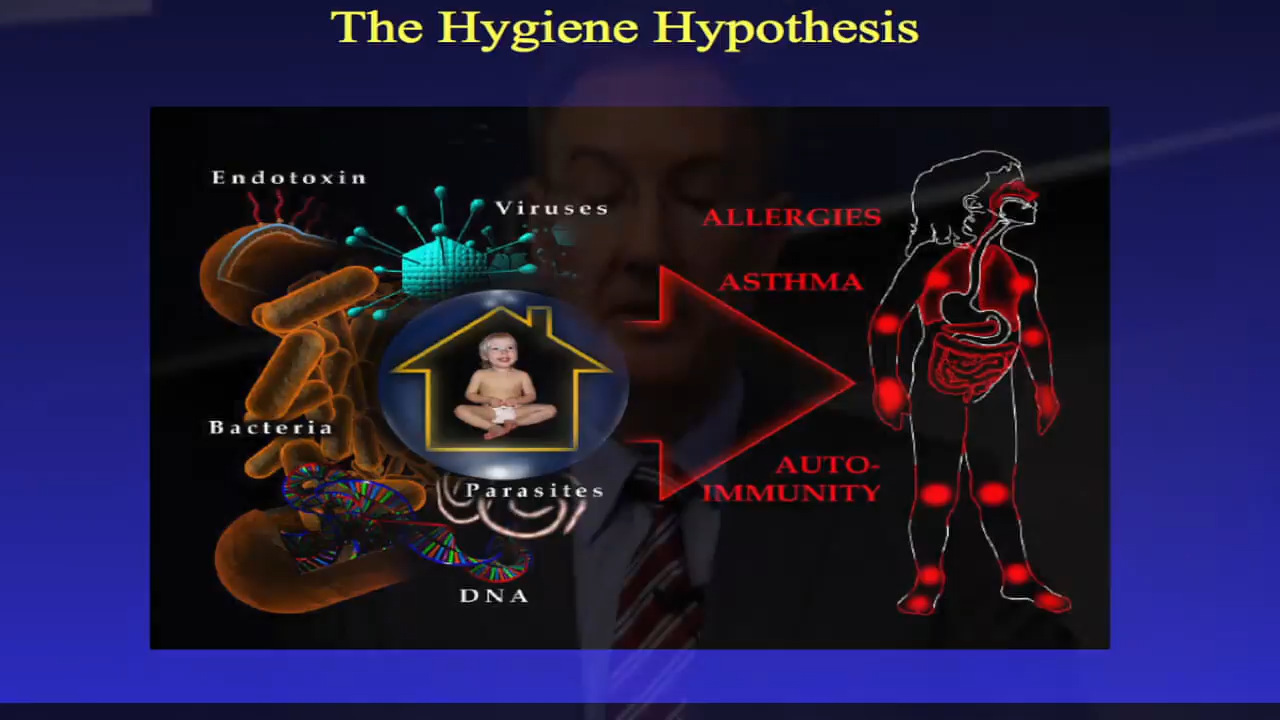 The Hygiene Hypothesis
Endotoxin
Viruses
ALLERGIES
ASTHMA
Bacteria
Parasites
AUTO-
IMMUNITY
DNA